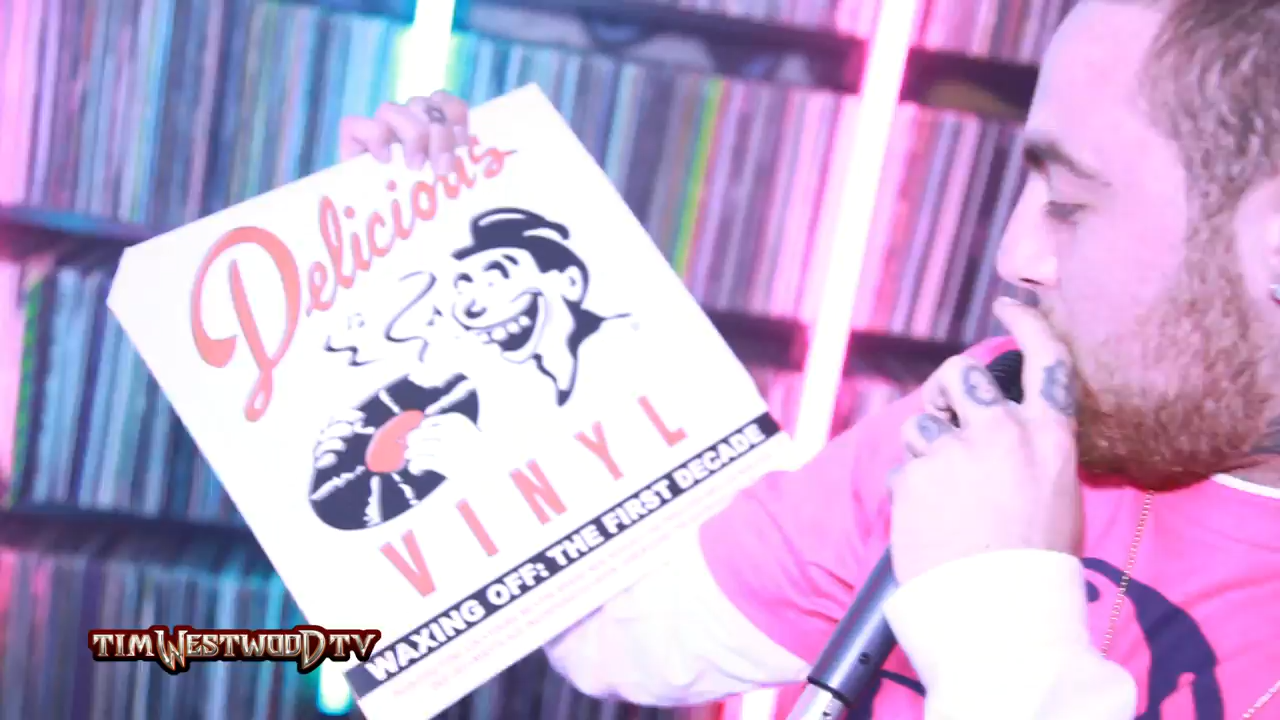 Delicious
VINYL
WAXING OFF: THE FIRST DECADE
TIMWESTWOODTV